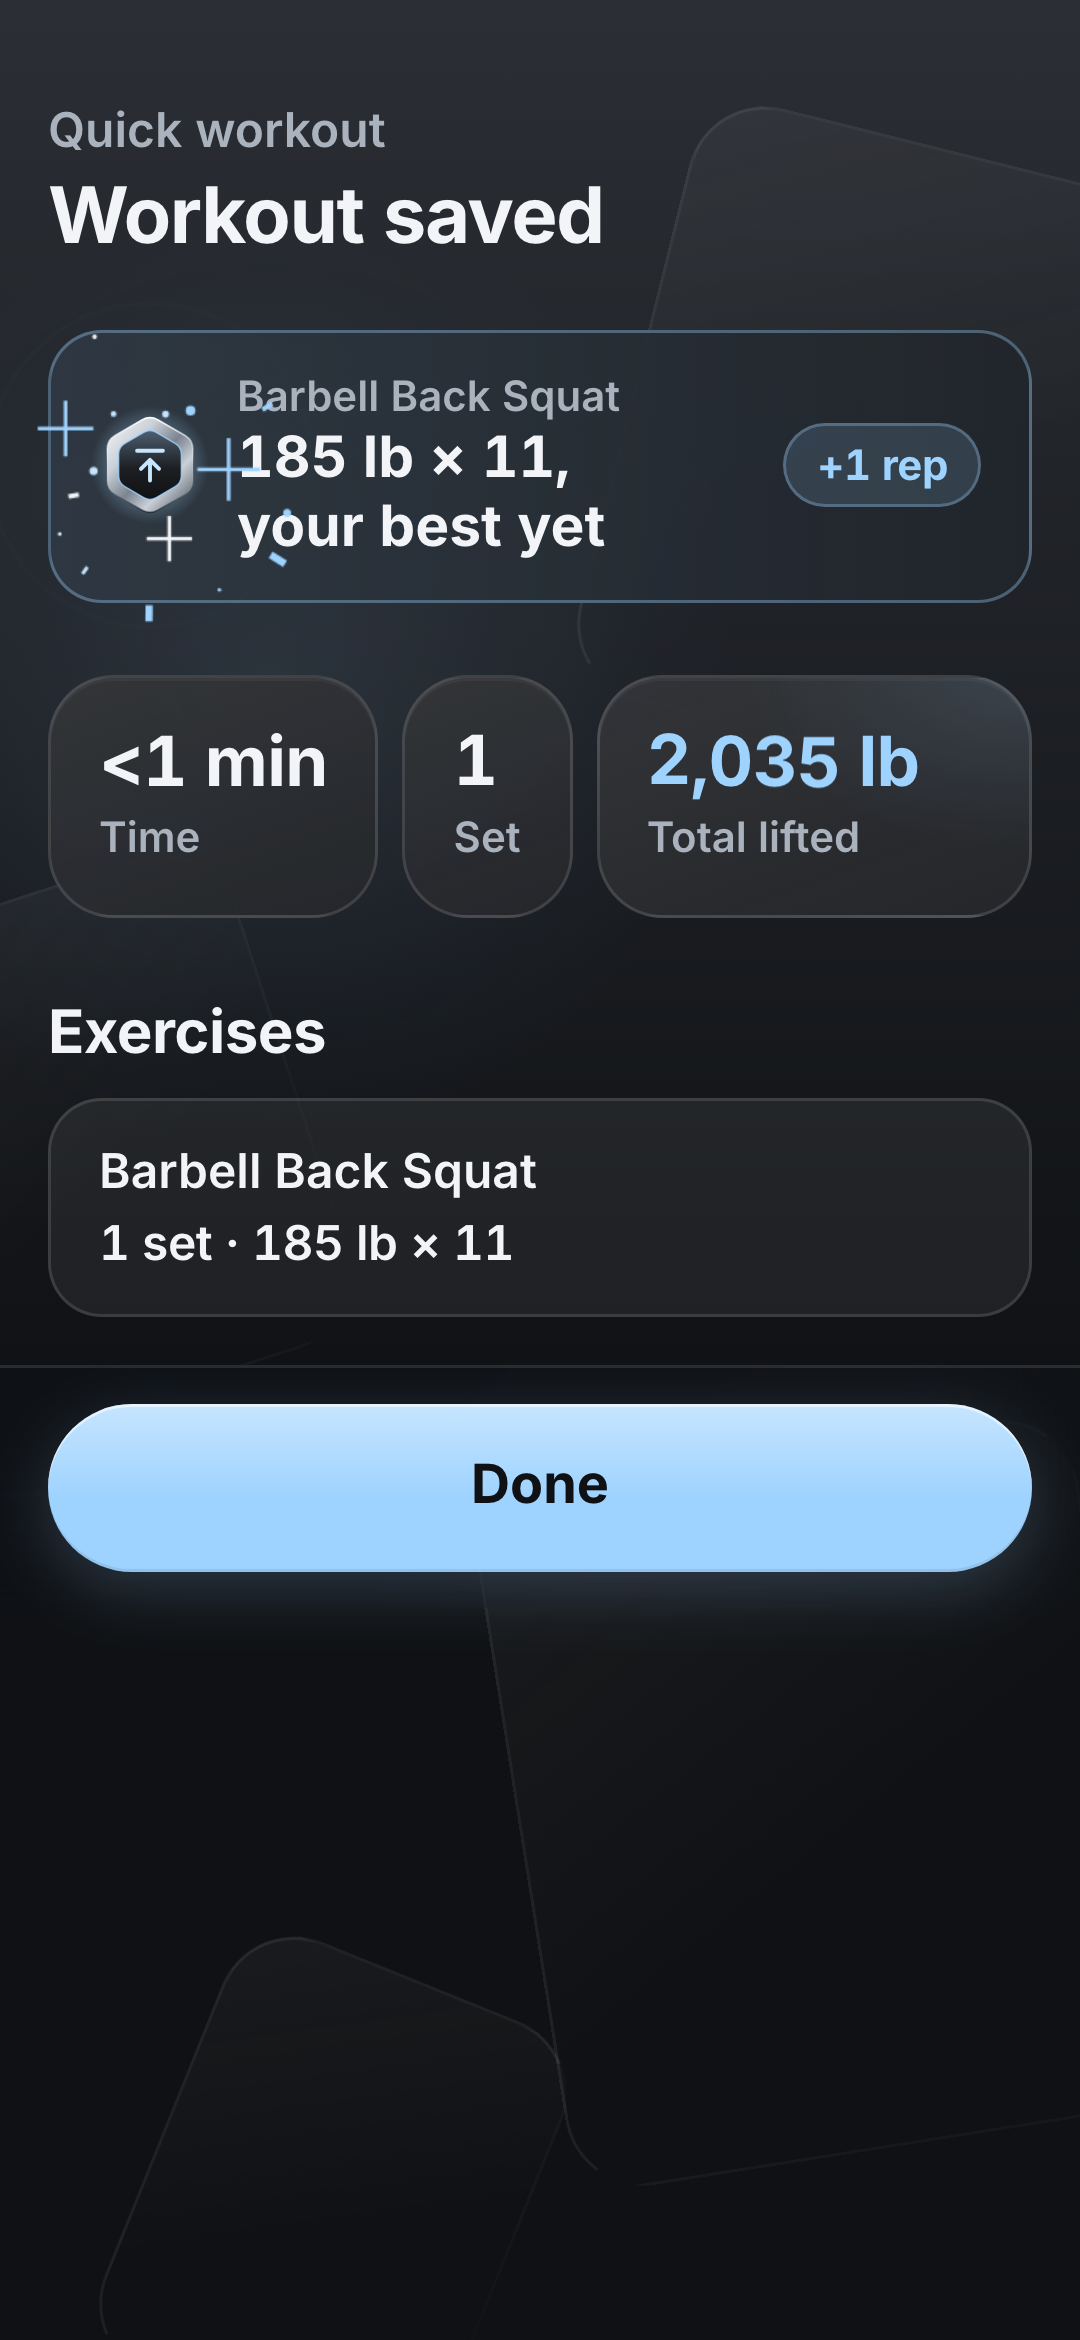 Quick workout
Workout saved
Barbell Back Squat
185 lb × 11,
your best yet
+1 rep
<1 min
Time
1
Set
2,035 lb
Total lifted
Exercises
Barbell Back Squat
1 set · 185 lb × 11
Done